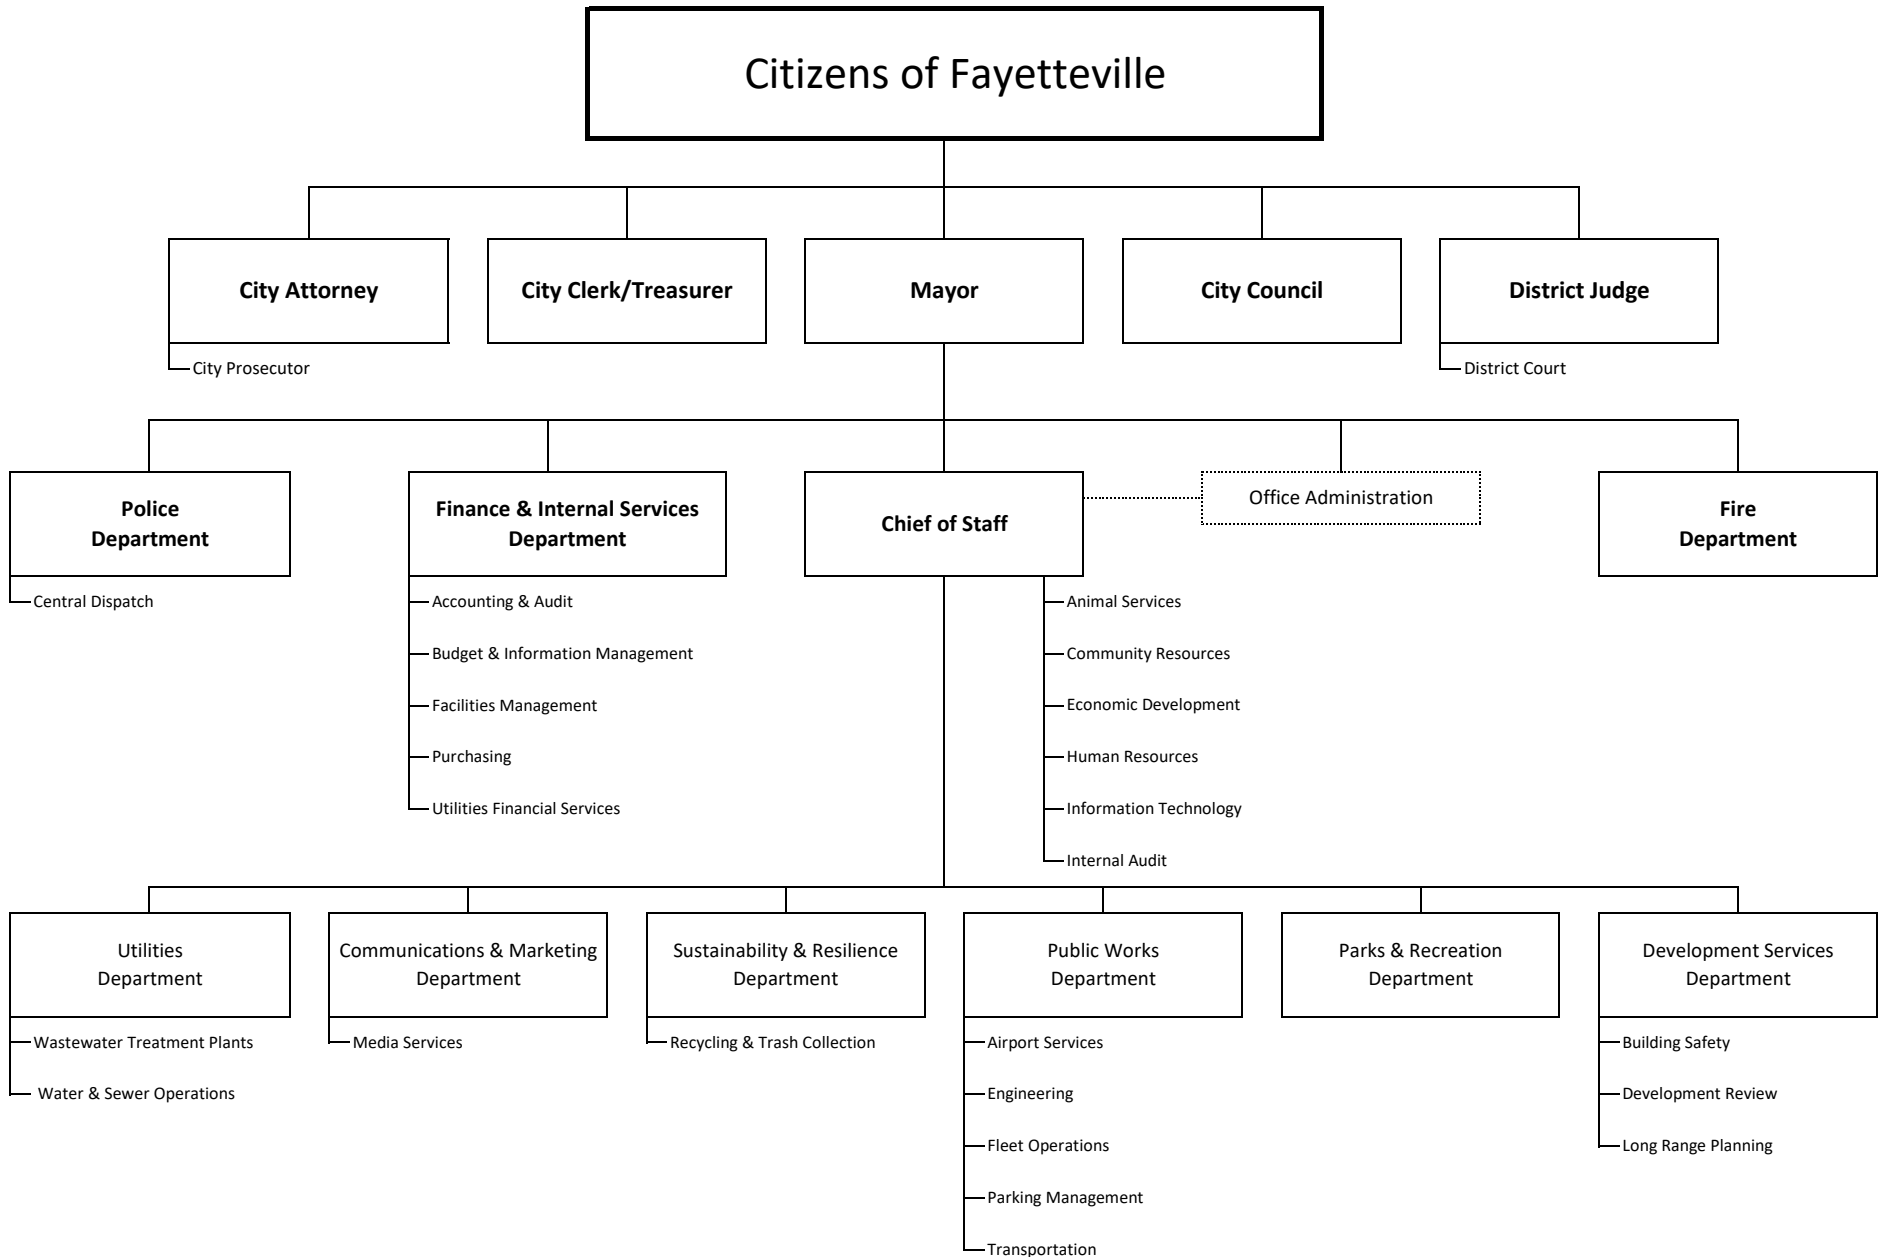 Citizens of Fayetteville
City Attorney
City Clerk/Treasurer
Mayor
City Council
District Judge
City Prosecutor
District Court
Police
Department
Finance & Internal Services
Department
Chief of Staff
Office Administration
Fire
Department
Central Dispatch
Accounting & Audit
Budget & Information Management
Facilities Management
Purchasing
Utilities Financial Services
Animal Services
Community Resources
Economic Development
Human Resources
Information Technology
Internal Audit
Utilities
Department
Communications & Marketing
Department
Sustainability & Resilience
Department
Public Works
Department
Parks & Recreation
Department
Development Services
Department
Wastewater Treatment Plants
Water & Sewer Operations
Media Services
Recycling & Trash Collection
Airport Services
Engineering
Fleet Operations
Parking Management
Transportation
Building Safety
Development Review
Long Range Planning